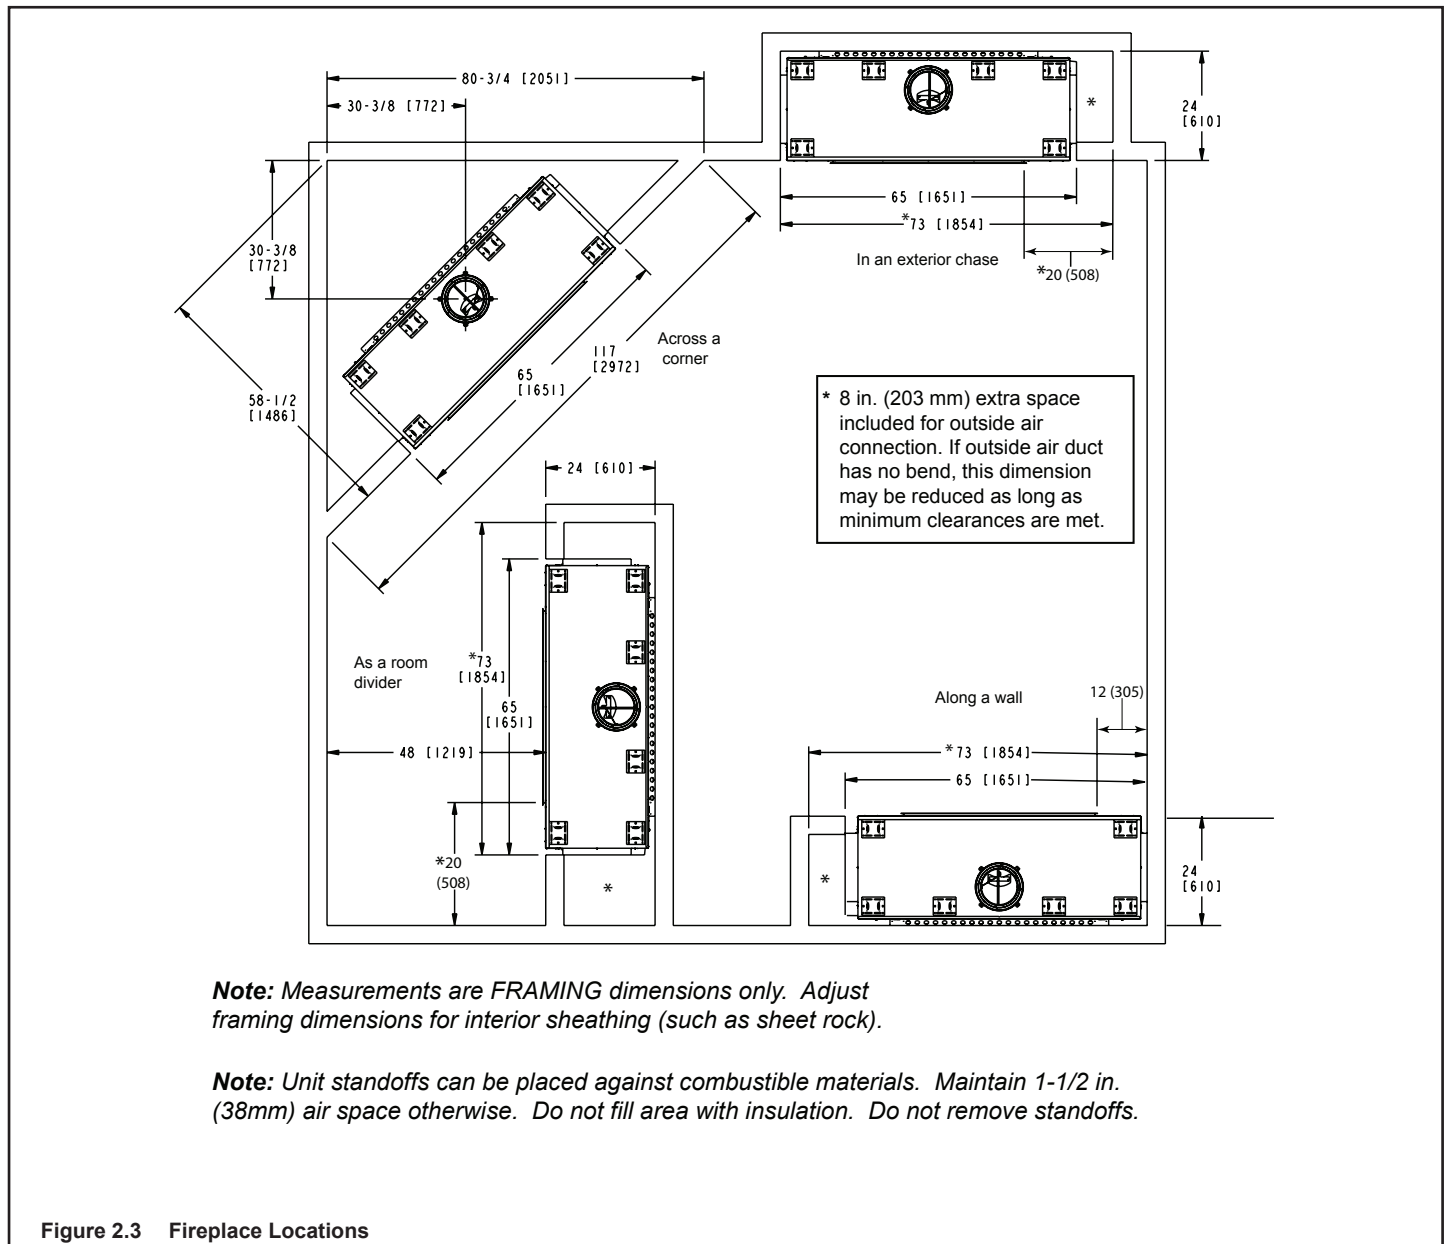 80-3/4 [2051]
30-3/8 [772]
24
[610]
*
65 [1651]
*73 [1854]
In an exterior chase
*20 (508)
30-3/8
[772]
Across a
corner
117
[2972]
65
[1651]
58-1/2
[1486]
* 8 in. (203 mm) extra space
included for outside air
connection. If outside air duct
has no bend, this dimension
may be reduced as long as
minimum clearances are met.
24 [610]
As a room
divider
*73
[1854]
65
[1651]
48 [1219]
*20
(508)
*
Along a wall
12 (305)
*73 [1854]
65 [1651]
*
24
[610]
Note: Measurements are FRAMING dimensions only. Adjust
framing dimensions for interior sheathing (such as sheet rock).
Note: Unit standoffs can be placed against combustible materials. Maintain 1-1/2 in.
(38mm) air space otherwise. Do not fill area with insulation. Do not remove standoffs.
Figure 2.3 Fireplace Locations